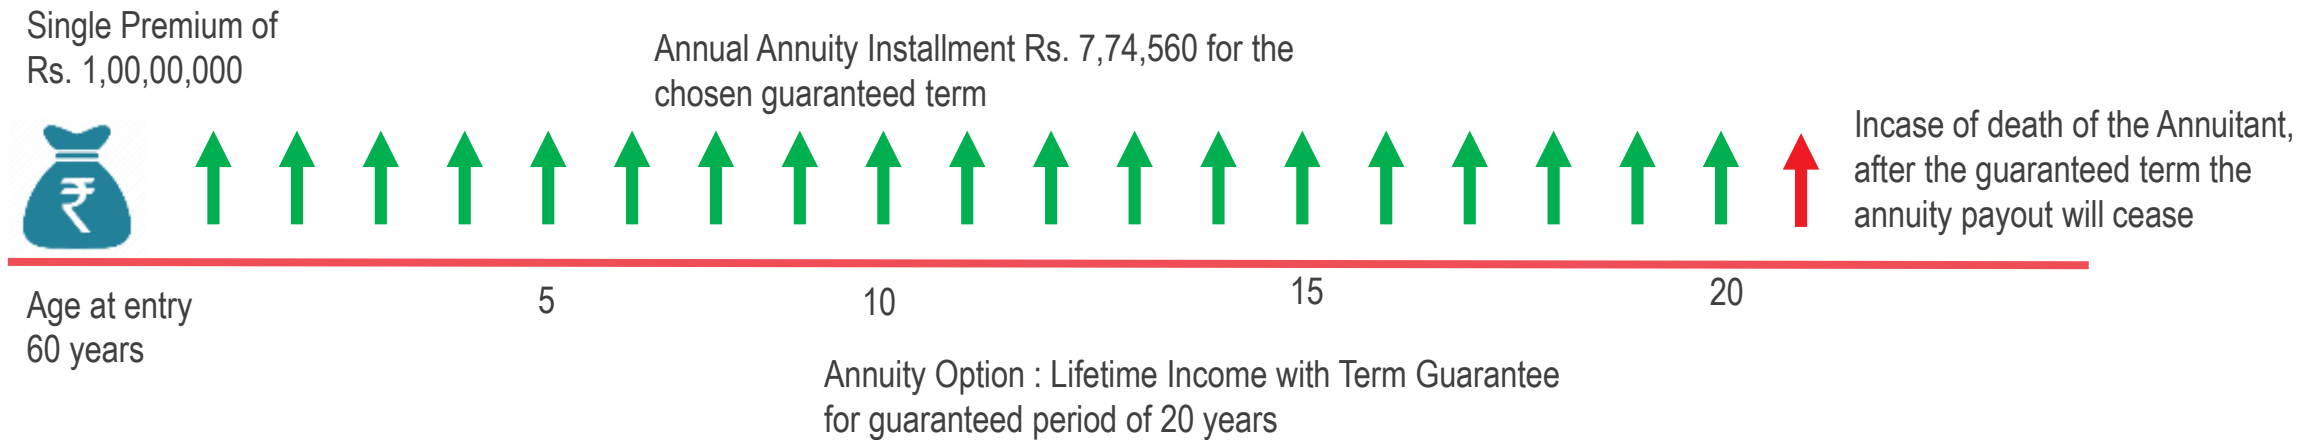 Single Premium of
Rs. 1,00,00,000
Annual Annuity Installment Rs. 7,74,560 for the
chosen guaranteed term
Incase of death of the Annuitant,
after the guaranteed term the
annuity payout will cease
₹
Age at entry
60 years
5
10
15
20
Annuity Option : Lifetime Income with Term Guarantee
for guaranteed period of 20 years